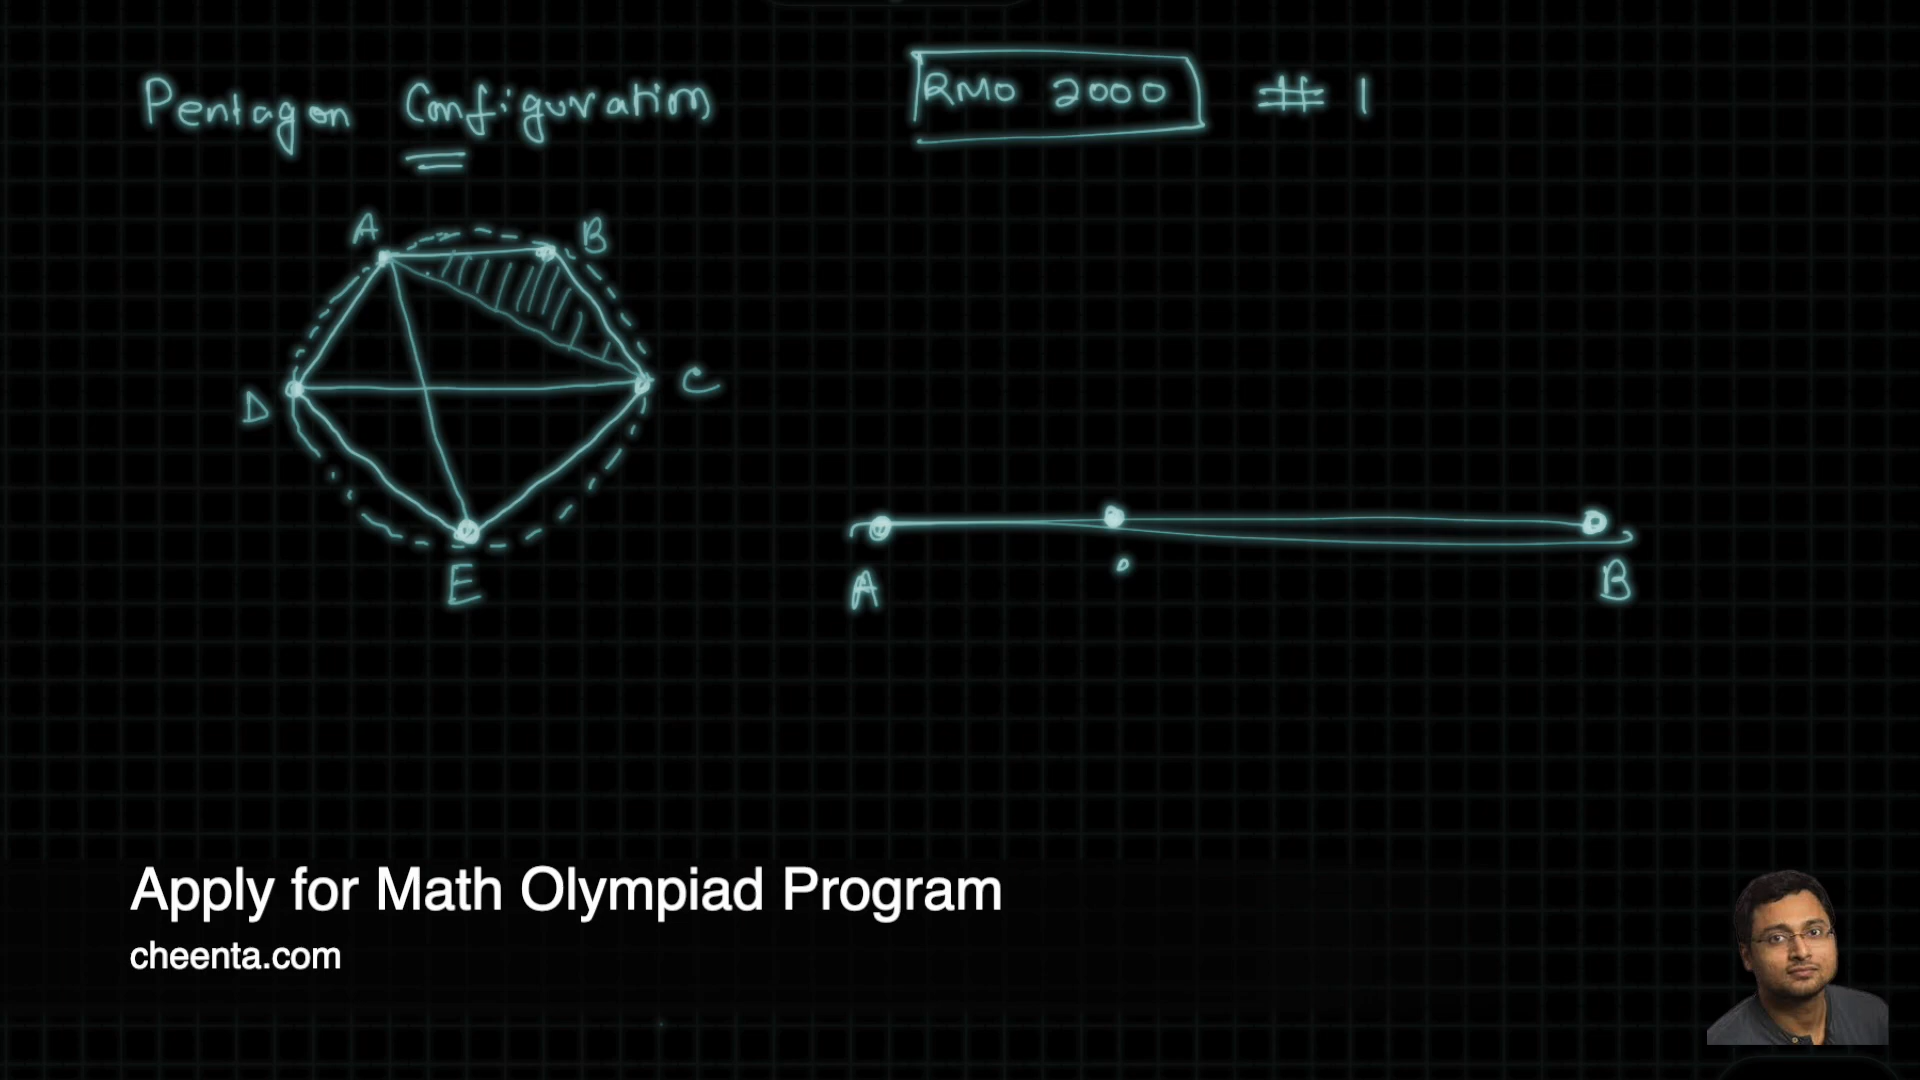 Pentagon Configuration
RMO 2000 # 1
A
B
D
C
E
A
B
Apply for Math Olympiad Program
cheenta.com